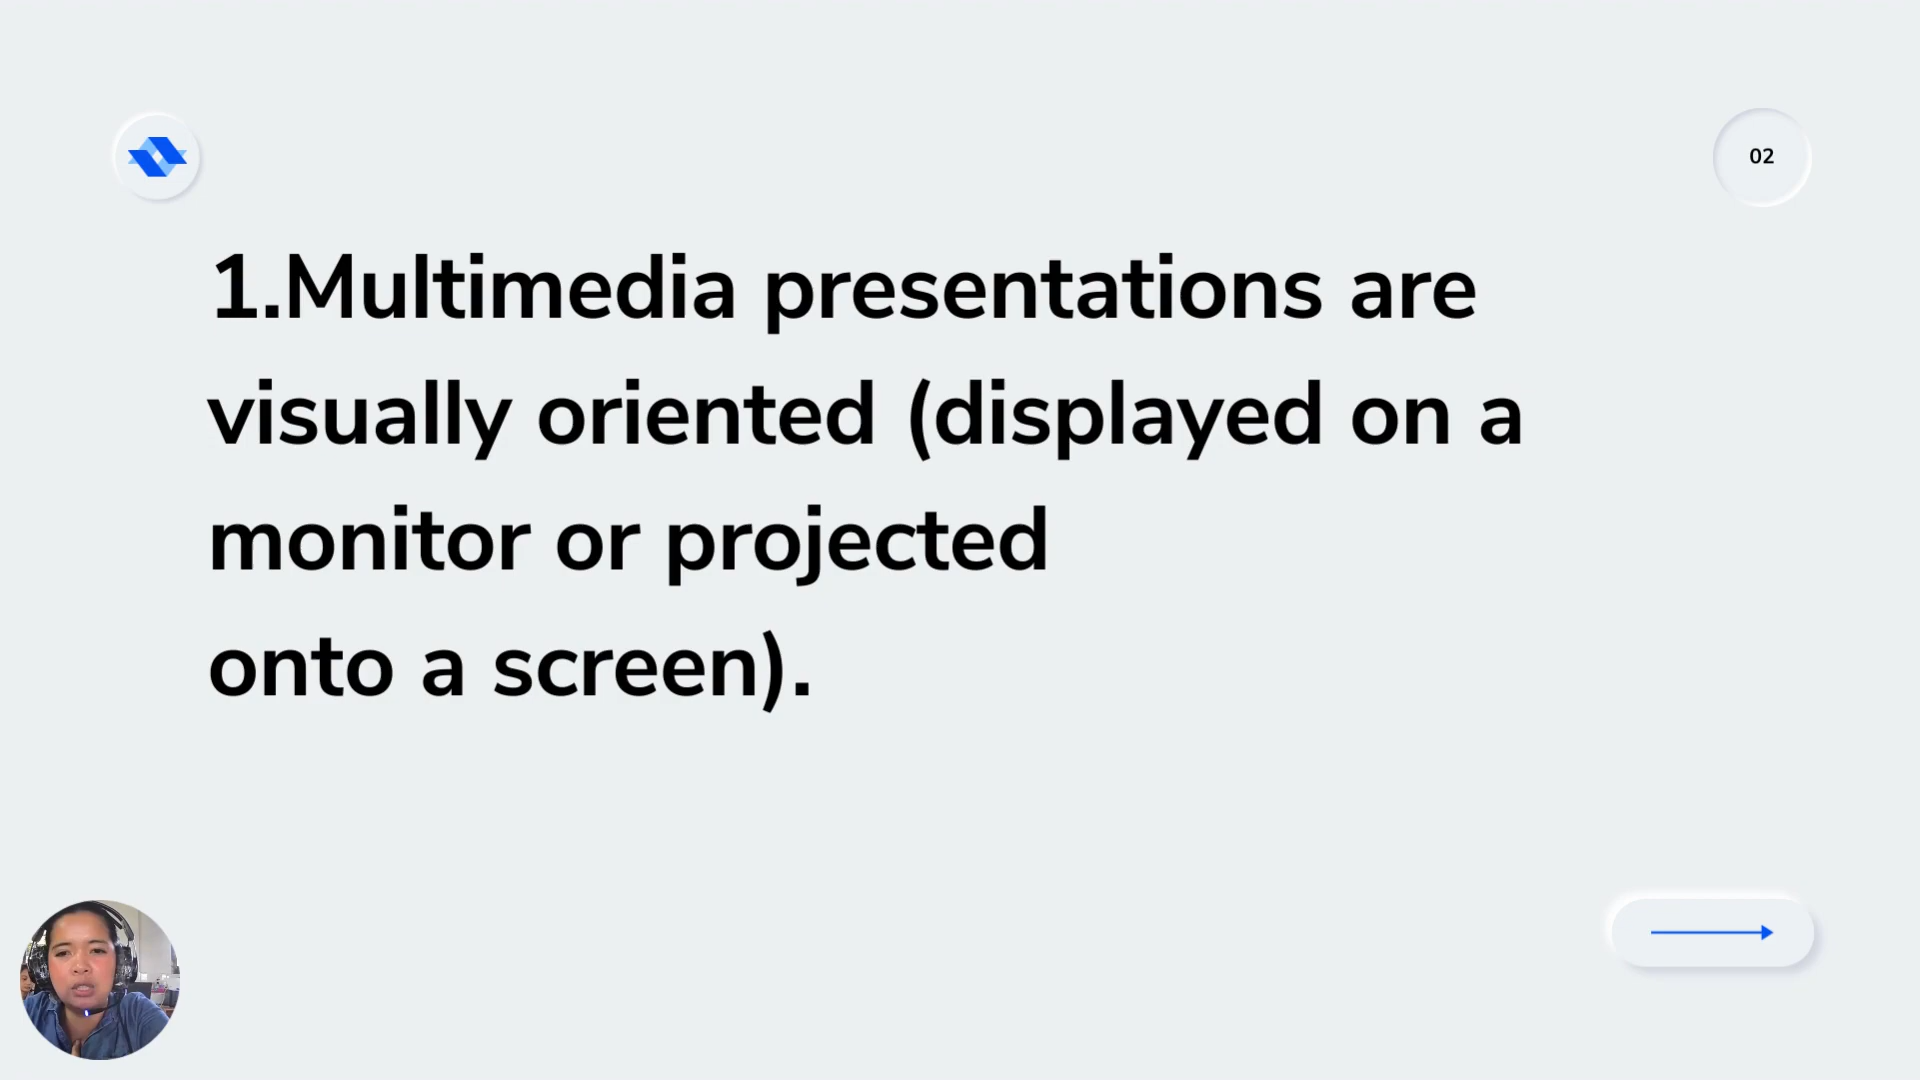 02
1.Multimedia presentations are
visually oriented (displayed on a
monitor or projected
onto a screen).